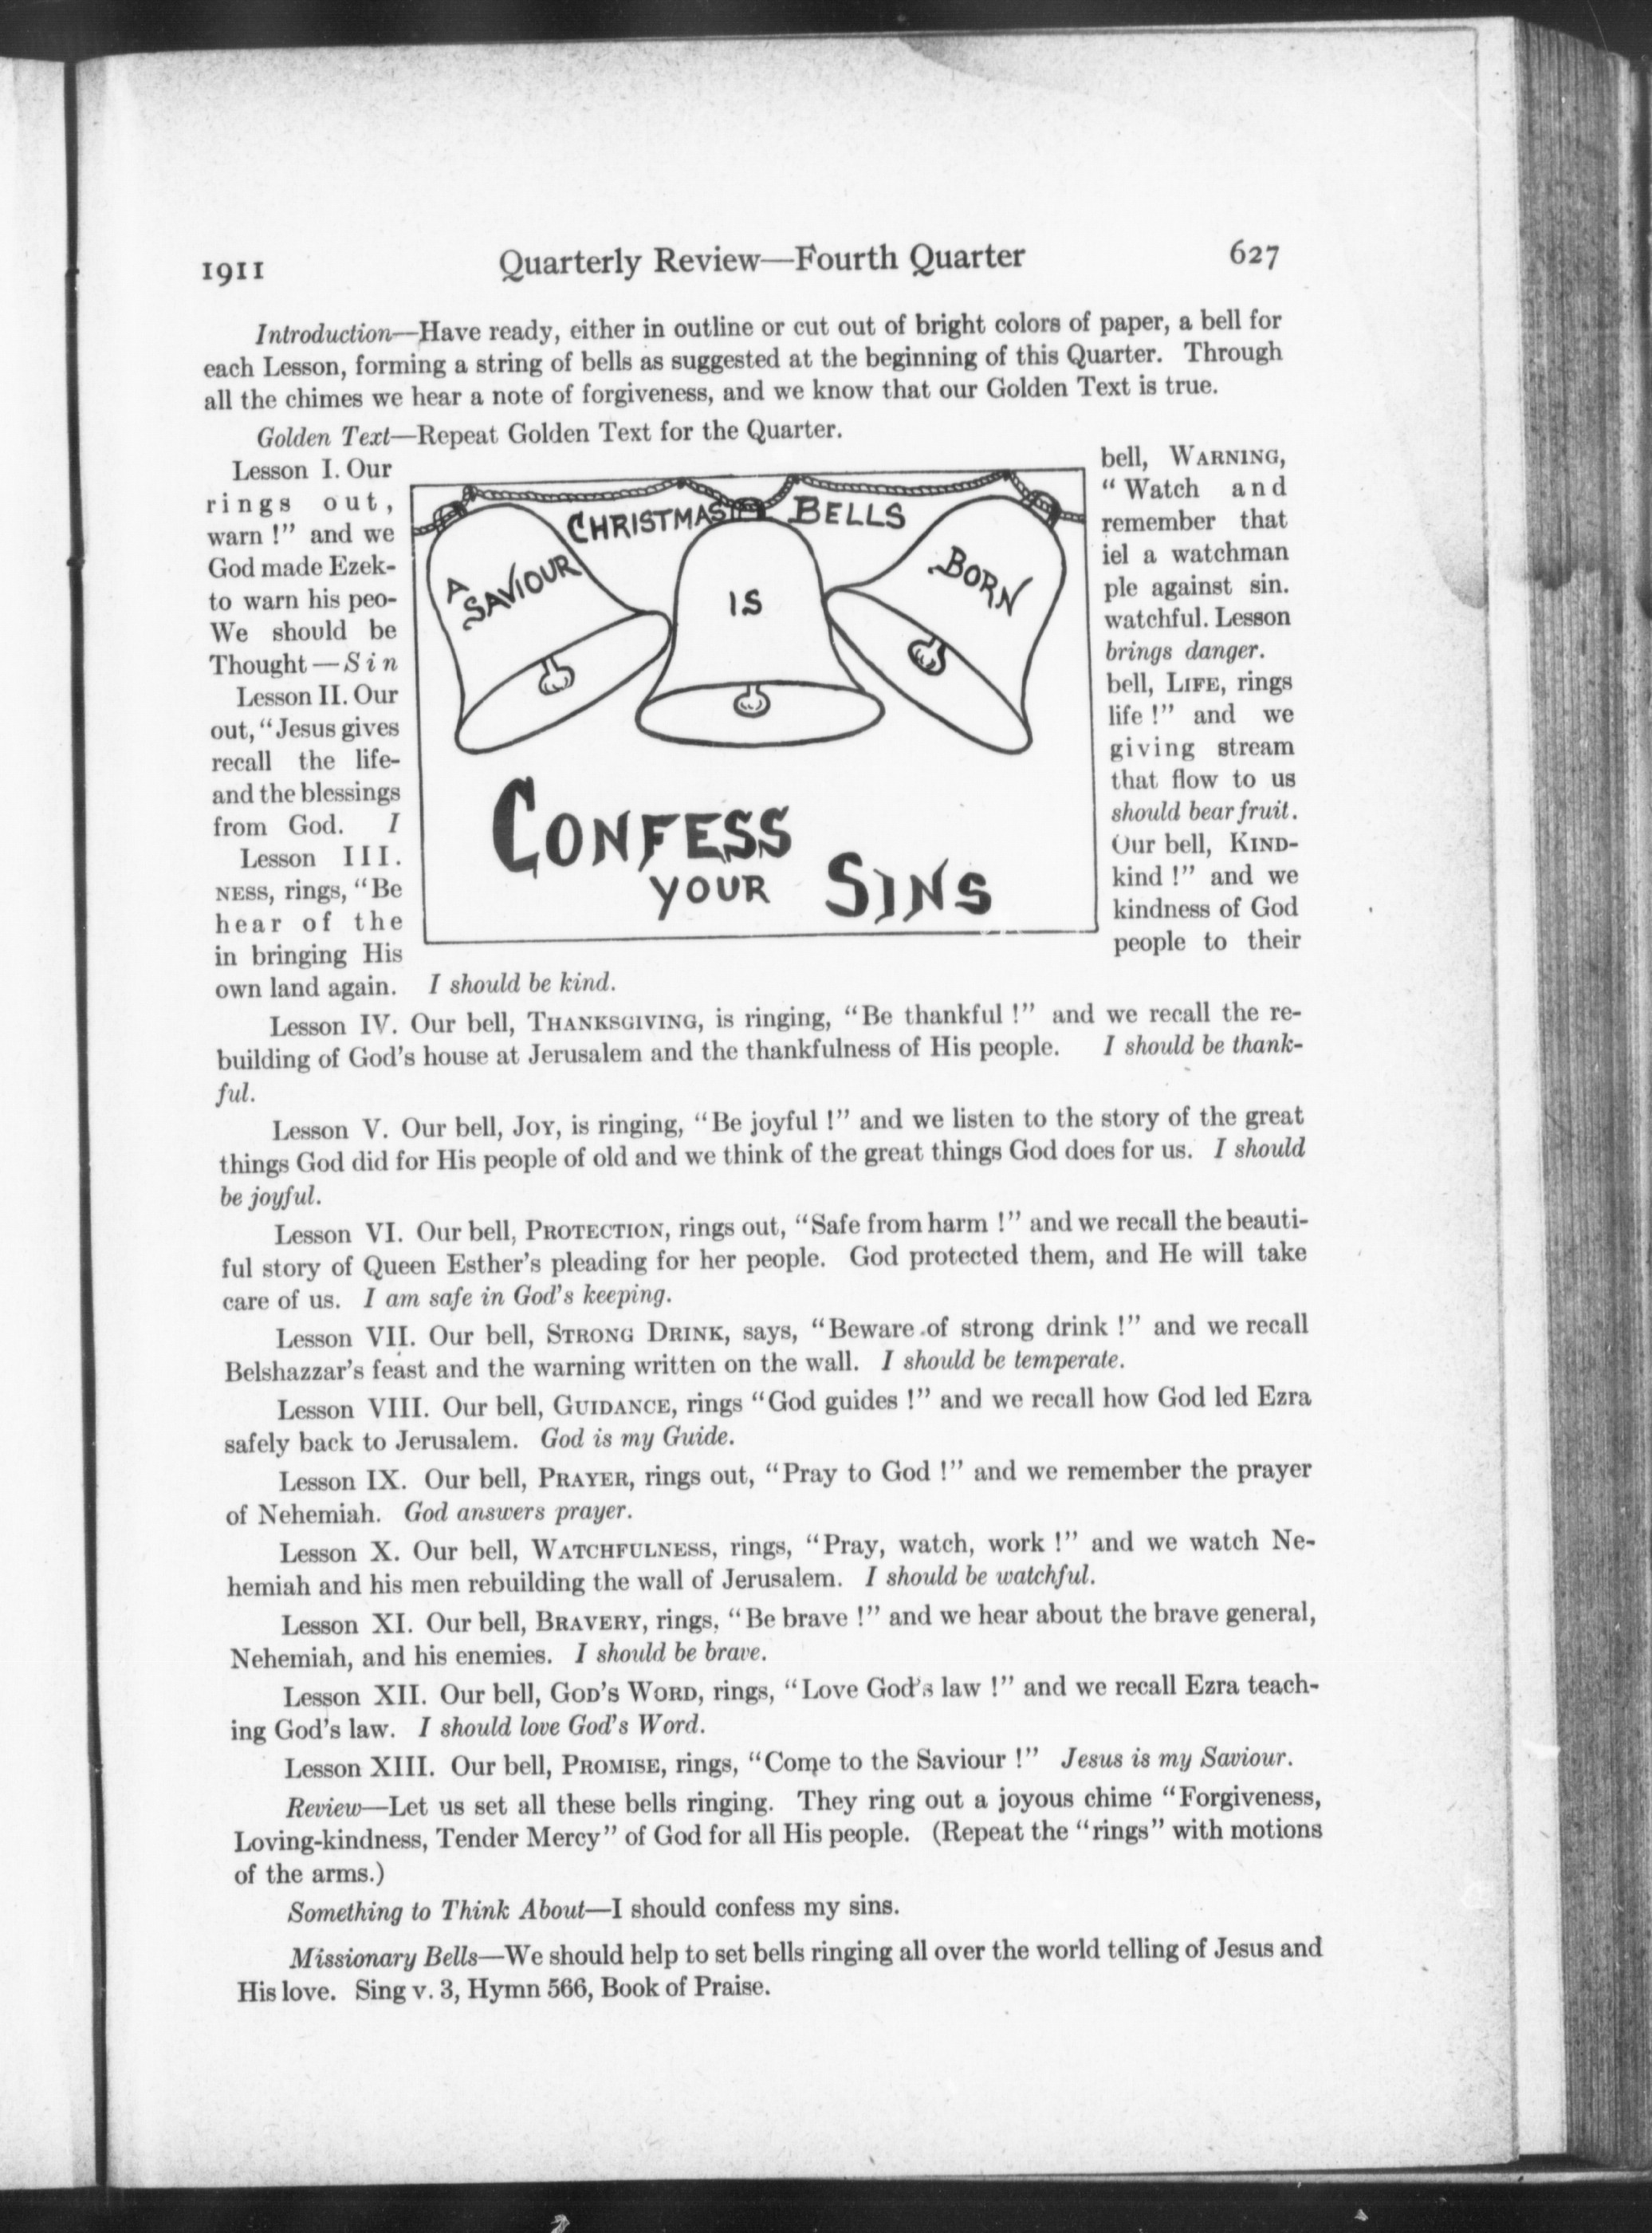 1911 Quarterly Review—Fourth Quarter 627
Introduction—Have ready, either in outline or cut out of bright colors of paper, a bell for
each Lesson, forming a string of bells as suggested at the beginning of this Quarter. Through
all the chimes we hear a note of forgiveness, and we know that our Golden Text is true.
Golden Text—Repeat Golden Text for the Quarter.
Lesson I. Our bell, WARNING,
rings out, "Watch and
warn!" and we remember that
God made Ezek- iel a watchman
to warn his peo- ple against sin.
We should be watchful. Lesson
Thought—Sin brings danger.
Lesson II. Our bell, LIFE, rings
out, "Jesus gives life!" and we
recall the life- giving stream
and the blessings that flow to us
from God. I should bear fruit.
Lesson III. Our bell, KIND-
NESS, rings, "Be kind!" and we
hear of the kindness of God
in bringing His people to their
CHRISTMAS BELLS
A SAVIOUR
IS
BORN
CONFESS
YOUR SINS
own land again. I should be kind.
Lesson IV. Our bell, THANKSGIVING, is ringing, "Be thankful!" and we recall the re-
building of God's house at Jerusalem and the thankfulness of His people. I should be thank-
ful.
Lesson V. Our bell, JOY, is ringing, "Be joyful!" and we listen to the story of the great
things God did for His people of old and we think of the great things God does for us. I should
be joyful.
Lesson VI. Our bell, PROTECTION, rings out, "Safe from harm!" and we recall the beauti-
ful story of Queen Esther's pleading for her people. God protected them, and He will take
care of us. I am safe in God's keeping.
Lesson VII. Our bell, STRONG DRINK, says, "Beware of strong drink!" and we recall
Belshazzar's feast and the warning written on the wall. I should be temperate.
Lesson VIII. Our bell, GUIDANCE, rings "God guides!" and we recall how God led Ezra
safely back to Jerusalem. God is my Guide.
Lesson IX. Our bell, PRAYER, rings out, "Pray to God!" and we remember the prayer
of Nehemiah. God answers prayer.
Lesson X. Our bell, WATCHFULNESS, rings, "Pray, watch, work!" and we watch Ne-
hemiah and his men rebuilding the wall of Jerusalem. I should be watchful.
Lesson XI. Our bell, BRAVERY, rings, "Be brave!" and we hear about the brave general,
Nehemiah, and his enemies. I should be brave.
Lesson XII. Our bell, GOD'S WORD, rings, "Love God's law!" and we recall Ezra teach-
ing God's law. I should love God's Word.
Lesson XIII. Our bell, PROMISE, rings, "Come to the Saviour!" Jesus is my Saviour.
Review—Let us set all these bells ringing. They ring out a joyous chime "Forgiveness,
Loving-kindness, Tender Mercy" of God for all His people. (Repeat the "rings" with motions
of the arms.)
Something to Think About—I should confess my sins.
Missionary Bells—We should help to set bells ringing all over the world telling of Jesus and
His love. Sing v. 3, Hymn 566, Book of Praise.